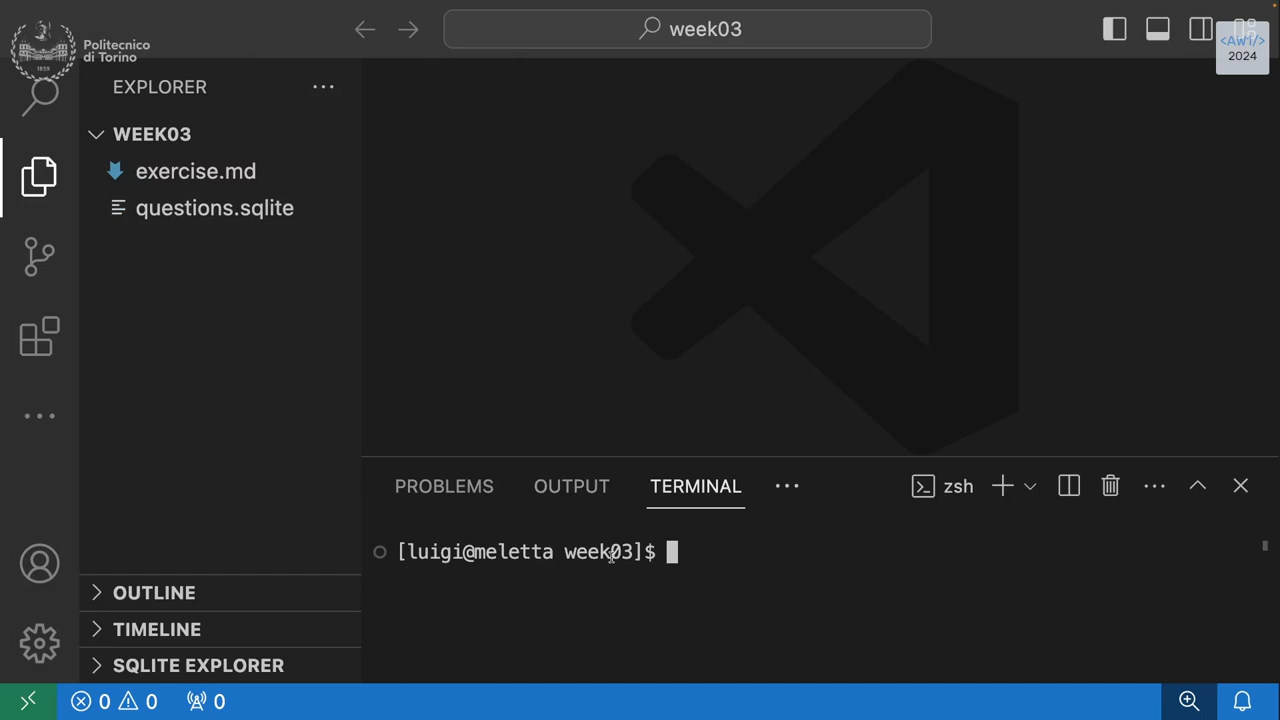 Politecnico
di Torino
1859
week03
<AW1/>
2024
EXPLORER
WEEK03
exercise.md
questions.sqlite
PROBLEMS
OUTPUT
TERMINAL
zsh
[luigi@meletta week03]$
OUTLINE
TIMELINE
SQLITE EXPLORER
0
0
0